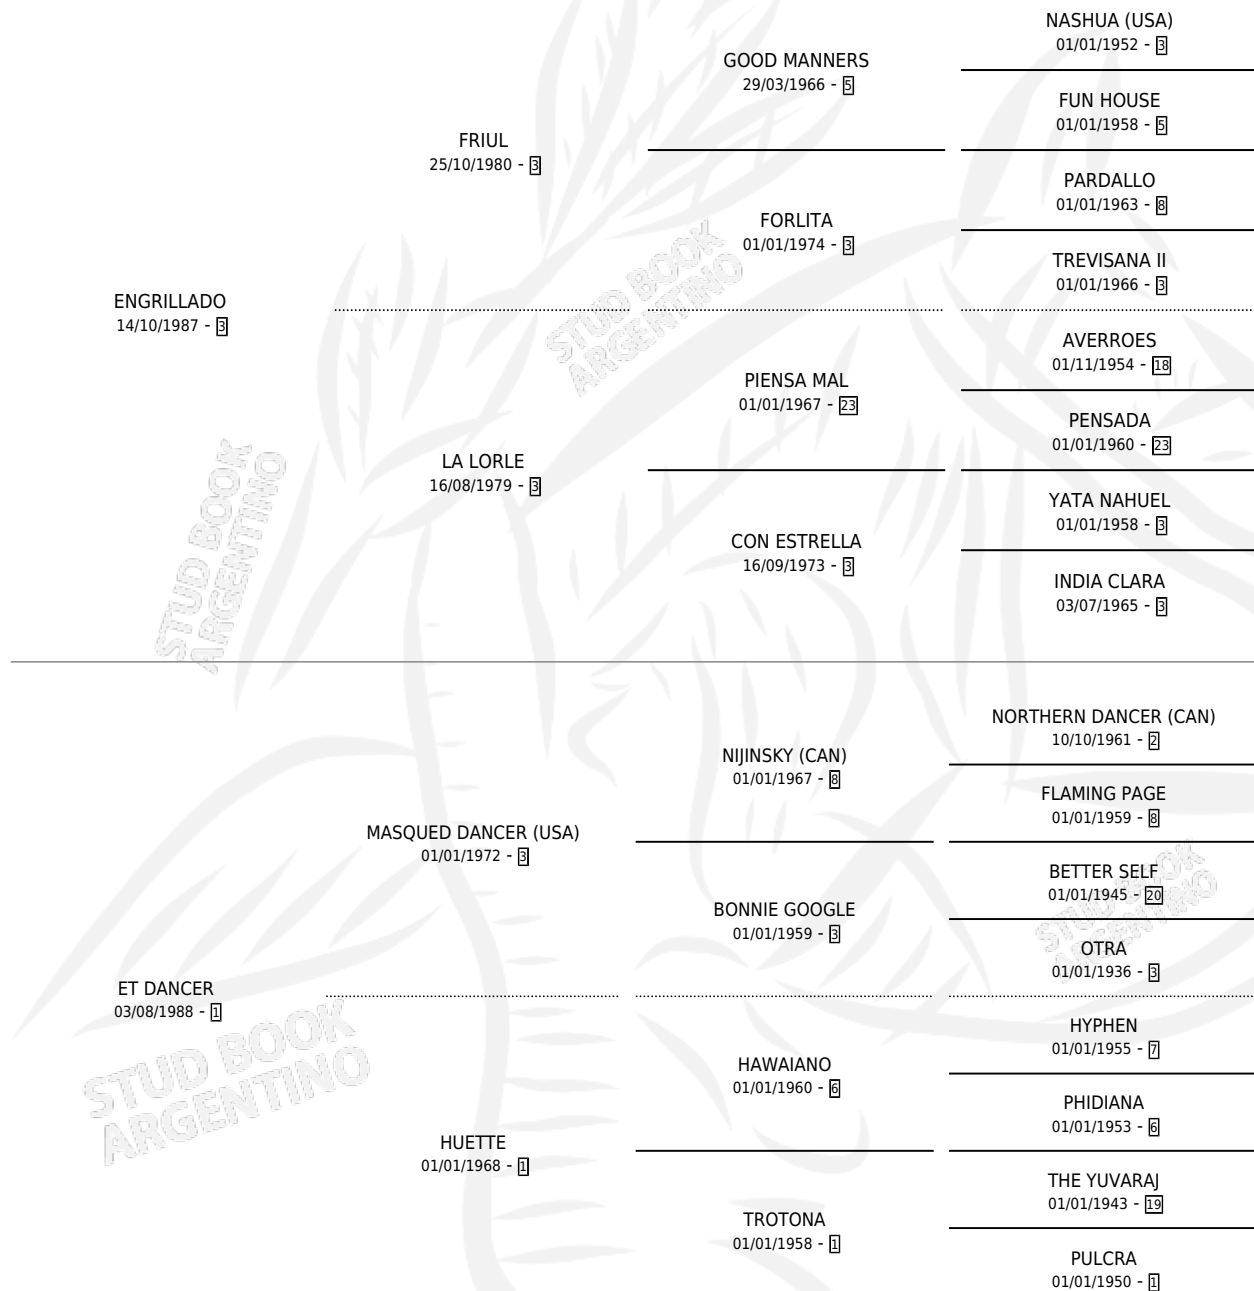 NASHUA (USA)
01/01/1952 - 3
GOOD MANNERS
29/03/1966 - 5
FUN HOUSE
01/01/1958 - 5
FRIUL
25/10/1980 - 3
PARDALLO
01/01/1963 - 8
FORLITA
01/01/1974 - 3
TREVISANA II
01/01/1966 - 3
ENGRILLADO
14/10/1987 - 3
AVERROES
01/11/1954 - 18
PIENSA MAL
01/01/1967 - 23
PENSADA
01/01/1960 - 23
LA LORLE
16/08/1979 - 3
YATA NAHUEL
01/01/1958 - 3
CON ESTRELLA
16/09/1973 - 3
INDIA CLARA
03/07/1965 - 3
NORTHERN DANCER (CAN)
10/10/1961 - 2
NIJINSKY (CAN)
01/01/1967 - 8
FLAMING PAGE
01/01/1959 - 8
MASQUED DANCER (USA)
01/01/1972 - 3
BETTER SELF
01/01/1945 - 20
BONNIE GOOGLE
01/01/1959 - 3
OTRA
01/01/1936 - 3
ET DANCER
03/08/1988 - 1
HYPHEN
01/01/1955 - 7
HAWAIANO
01/01/1960 - 6
PHIDIANA
01/01/1953 - 6
HUETTE
01/01/1968 - 1
THE YUVARAJ
01/01/1943 - 19
TROTONA
01/01/1958 - 1
PULCRA
01/01/1950 - 1
STUD BOOK
ARGENTINO
STUD BOOK
ARGENTINO
STUD BOOK
ARGENTINO
STUD BOOK
ARGENTINO